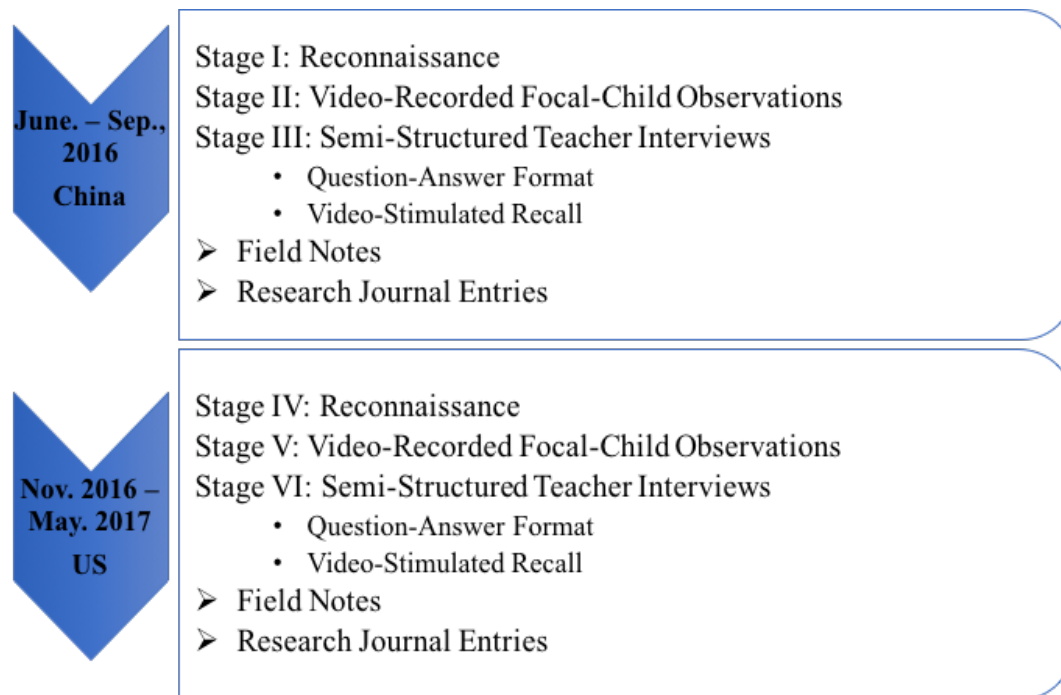 June. – Sep.,
2016
China
Stage I: Reconnaissance
Stage II: Video-Recorded Focal-Child Observations
Stage III: Semi-Structured Teacher Interviews
• Question-Answer Format
• Video-Stimulated Recall
➢ Field Notes
➢ Research Journal Entries
Nov. 2016 –
May. 2017
US
Stage IV: Reconnaissance
Stage V: Video-Recorded Focal-Child Observations
Stage VI: Semi-Structured Teacher Interviews
• Question-Answer Format
• Video-Stimulated Recall
➢ Field Notes
➢ Research Journal Entries